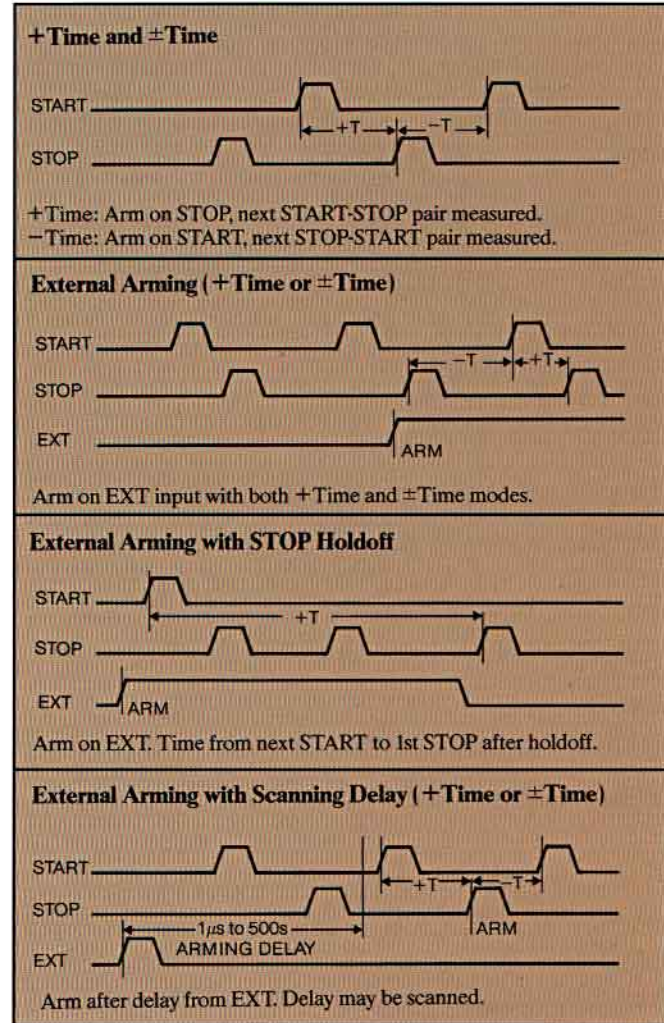 +Time and ±Time
START
+T
−T
STOP
+Time: Arm on STOP, next START-STOP pair measured.
−Time: Arm on START, next STOP-START pair measured.
External Arming (+Time or ±Time)
START
−T
+T
STOP
EXT
ARM
Arm on EXT input with both +Time and ±Time modes.
External Arming with STOP Holdoff
START
+T
STOP
EXT
ARM
Arm on EXT. Time from next START to 1st STOP after holdoff.
External Arming with Scanning Delay (+Time or ±Time)
START
+T
−T
STOP
1μs to 500s
ARM
ARMING DELAY
EXT
Arm after delay from EXT. Delay may be scanned.